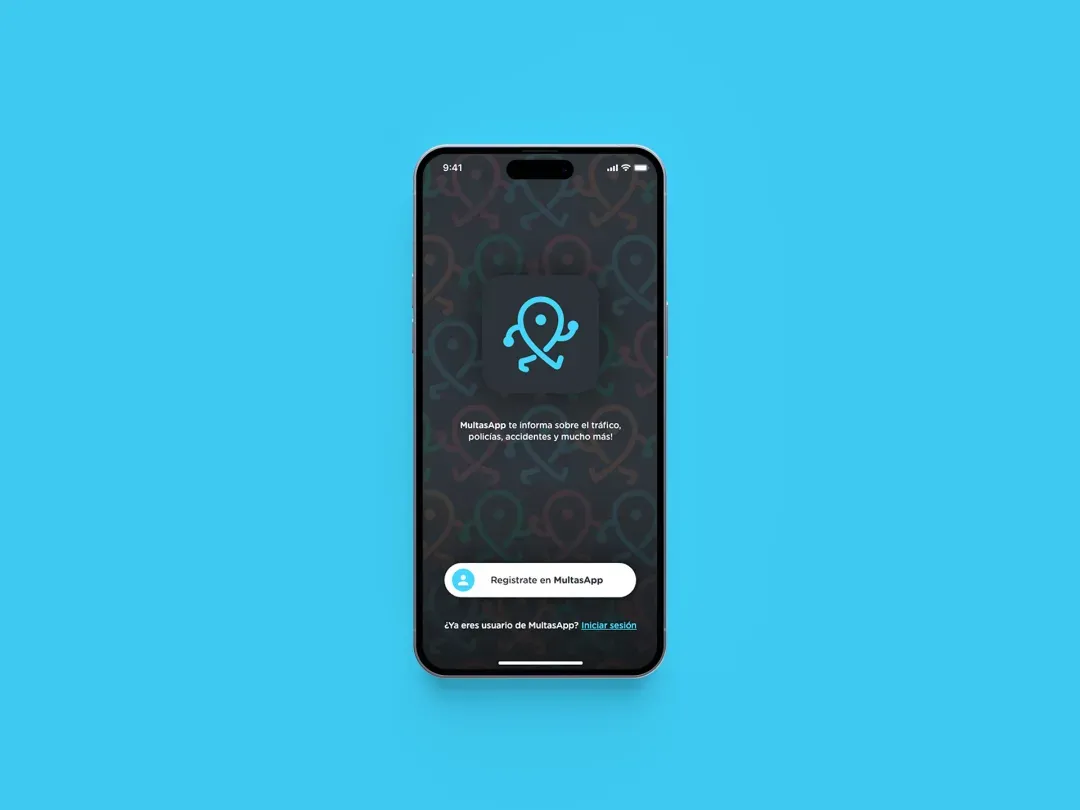 9:41
MultasApp te informa sobre el tráfico,
policías, accidentes y mucho más!
Registrate en MultasApp
¿Ya eres usuario de MultasApp? Iniciar sesión